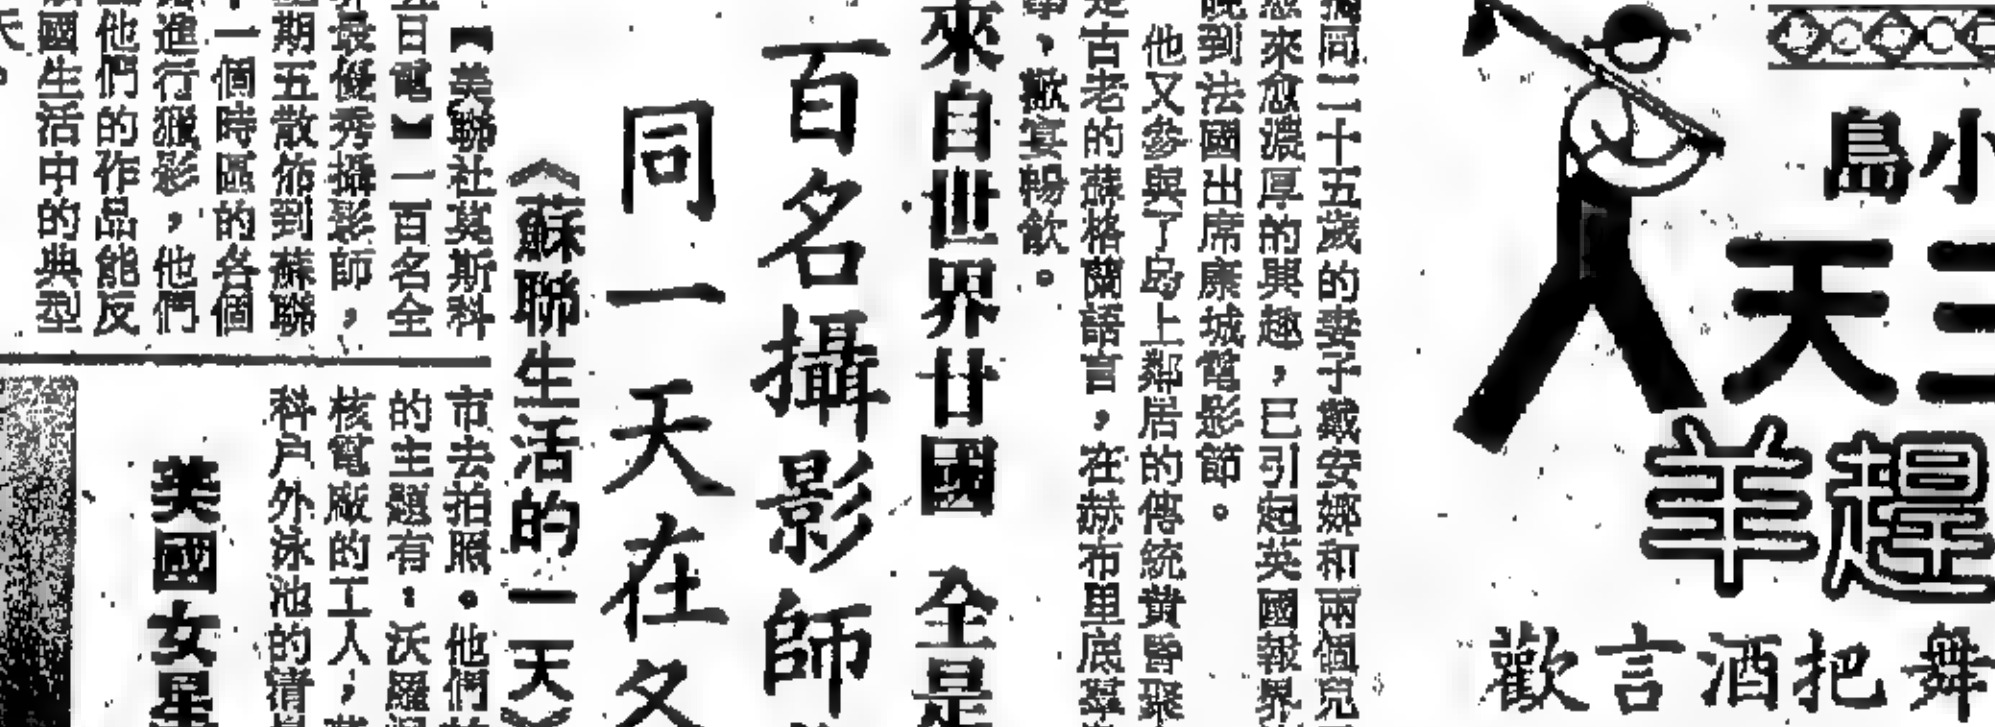 小島
三天
趕羊
舞把酒言歡
同二十五歲的妻子戴安娜和兩個兒
愈來愈濃厚的興趣，已引起英國報界
晚到法國出席康城電影節。
他又參與了島上鄰居的傳統黃昏聚
是古老的蘇格蘭語言，在赫布里底羣
，歡宴暢飲。
來自世界廿國 全是
百名攝影師
同一天在各
《蘇聯生活的一天》
【美聯社莫斯科
五日電】一百名全
界最優秀攝影師，
期五散佈到蘇聯
十一個時區的各個
進行獵影，他們
他們的作品能反
國生活中的典型
天。
市去拍照。他們
的主題有：沃羅
核電廠的工人，
科戶外泳池的清
美國女星